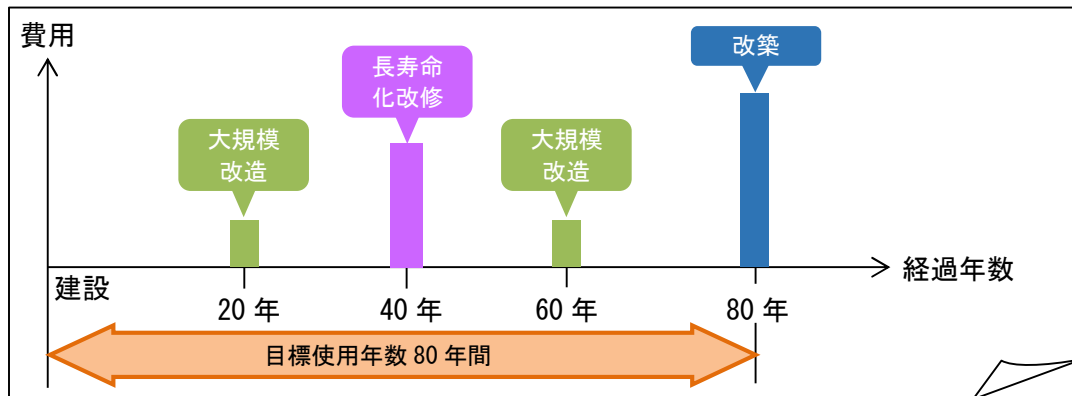 費用
大規模
改造
長寿命
化改修
大規模
改造
改築
建設
20 年
40 年
60 年
80 年
経過年数
目標使用年数 80 年間